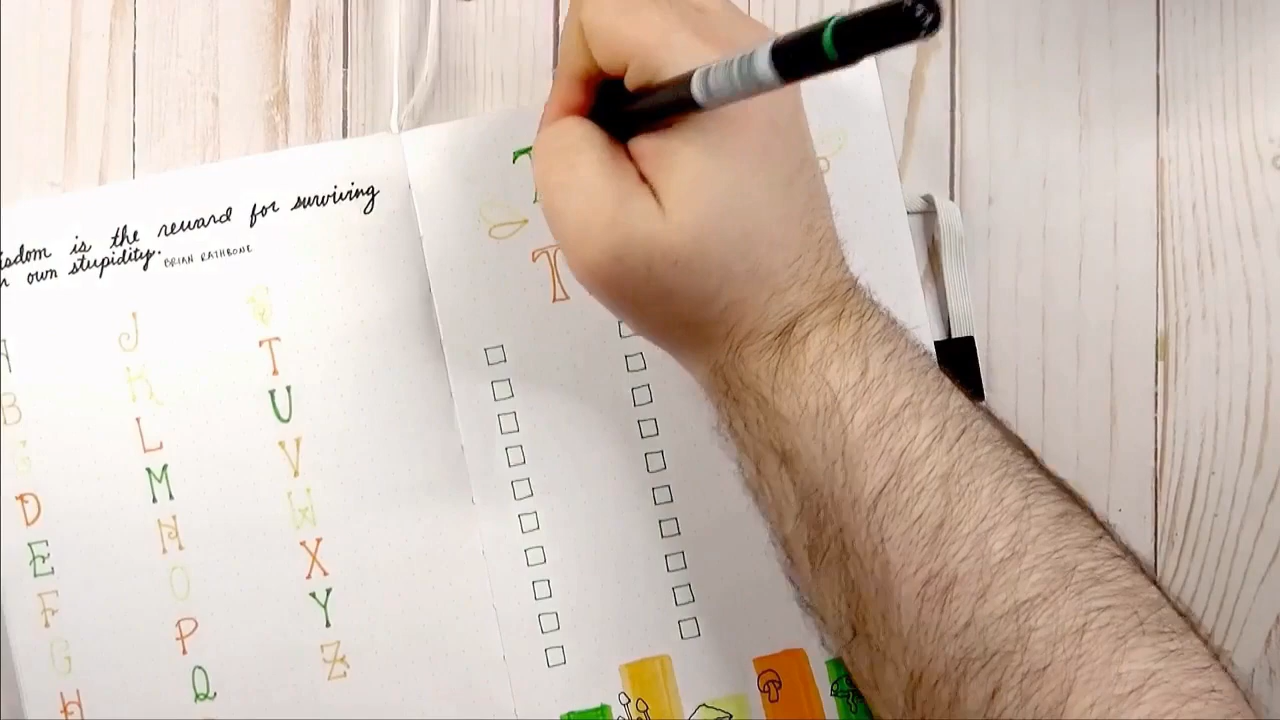 isdom is the reward for surviving
own stupidity. BRIAN RATHBONE
J
K
T
B
L
U
M
V
D
N
W
E
O
X
F
P
Y
G
Q
Z
H
T
T